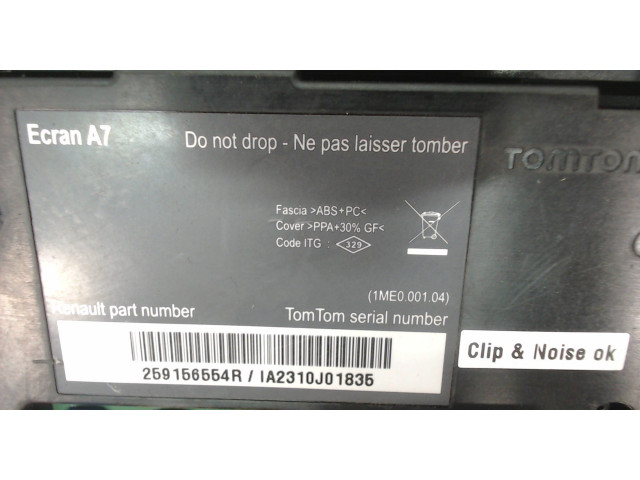 Ecran A7
Do not drop - Ne pas laisser tomber
TOMTOM
Fascia >ABS+PC<
Cover >PPA+30% GF<
Code ITG : 329
(1ME0.001.04)
Renault part number
TomTom serial number
Clip & Noise ok
259156554R / IA2310J01835